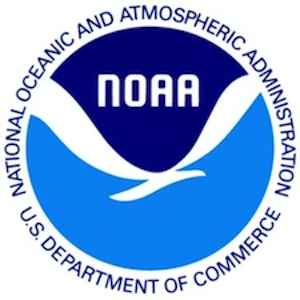 NATIONAL OCEANIC AND ATMOSPHERIC ADMINISTRATION
NOAA
U.S. DEPARTMENT OF COMMERCE